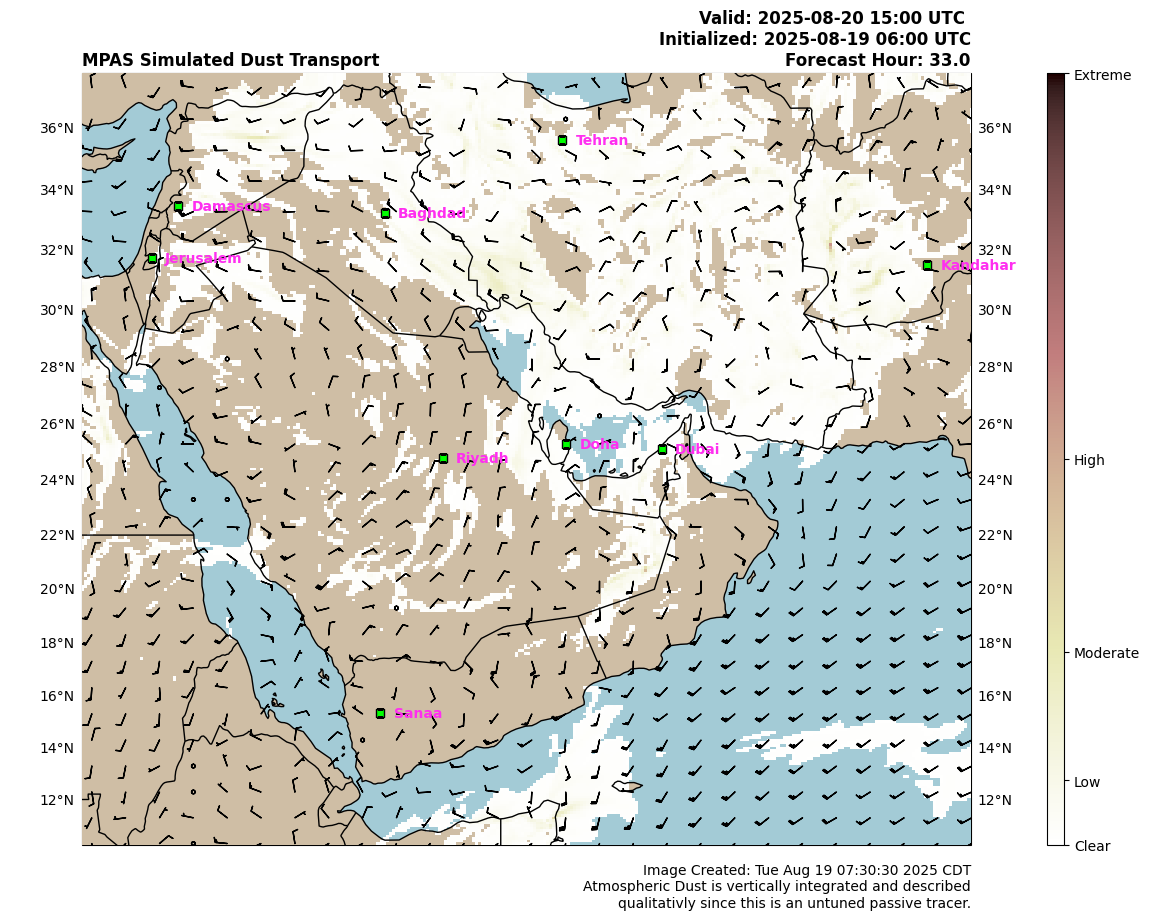 Valid: 2025-08-20 15:00 UTC
Initialized: 2025-08-19 06:00 UTC
MPAS Simulated Dust Transport
Forecast Hour: 33.0
Extreme
36°N
36°N
Tehran
34°N
34°N
Damascus
Baghdad
32°N
32°N
Jerusalem
Kandahar
30°N
30°N
28°N
28°N
26°N
26°N
Doha
Dubai
Riyadh
High
24°N
24°N
22°N
22°N
20°N
20°N
18°N
18°N
Moderate
16°N
16°N
Sanaa
14°N
14°N
Low
12°N
12°N
Clear
Image Created: Tue Aug 19 07:30:30 2025 CDT
Atmospheric Dust is vertically integrated and described
qualitativly since this is an untuned passive tracer.